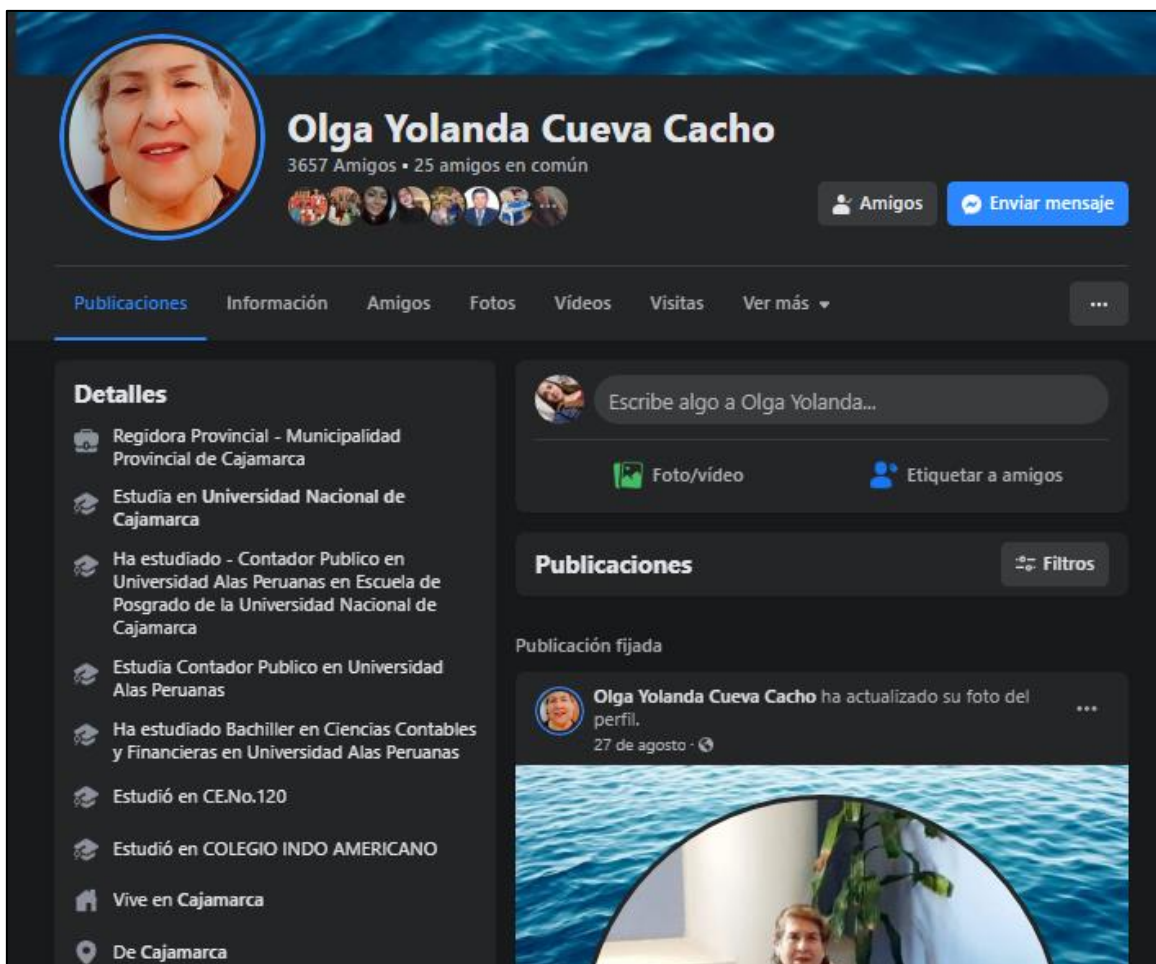 Olga Yolanda Cueva Cacho
3657 Amigos • 25 amigos en común
Amigos
Enviar mensaje
Publicaciones
Información
Amigos
Fotos
Vídeos
Visitas
Ver más
Detalles
Regidora Provincial - Municipalidad
Provincial de Cajamarca
Estudia en Universidad Nacional de
Cajamarca
Ha estudiado - Contador Publico en
Universidad Alas Peruanas en Escuela de
Posgrado de la Universidad Nacional de
Cajamarca
Estudia Contador Publico en Universidad
Alas Peruanas
Ha estudiado Bachiller en Ciencias Contables
y Financieras en Universidad Alas Peruanas
Estudió en CE.No.120
Estudió en COLEGIO INDO AMERICANO
Vive en Cajamarca
De Cajamarca
Escribe algo a Olga Yolanda...
Foto/vídeo
Etiquetar a amigos
Publicaciones
Filtros
Publicación fijada
Olga Yolanda Cueva Cacho ha actualizado su foto del
perfil.
27 de agosto ·